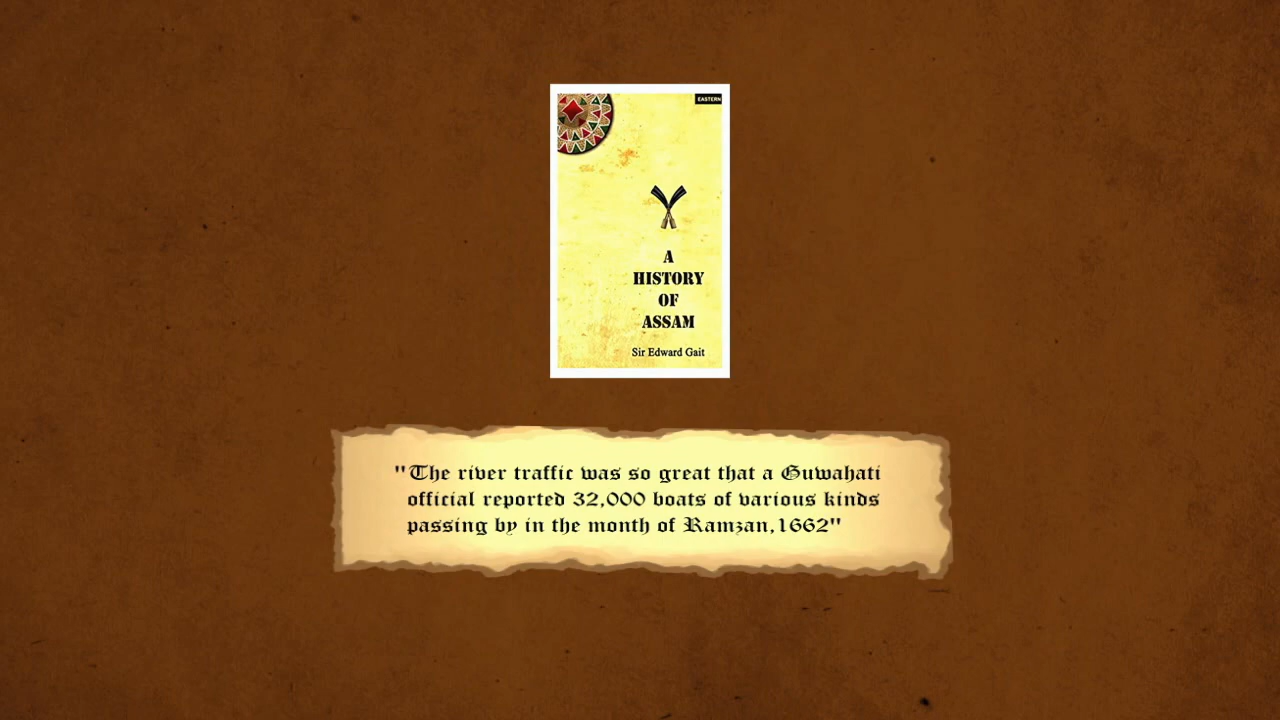 EASTERN
A
HISTORY
OF
ASSAM
Sir Edward Gait
"The river traffic was so great that a Guwahati
official reported 32,000 boats of various kinds
passing by in the month of Ramzan,1662"